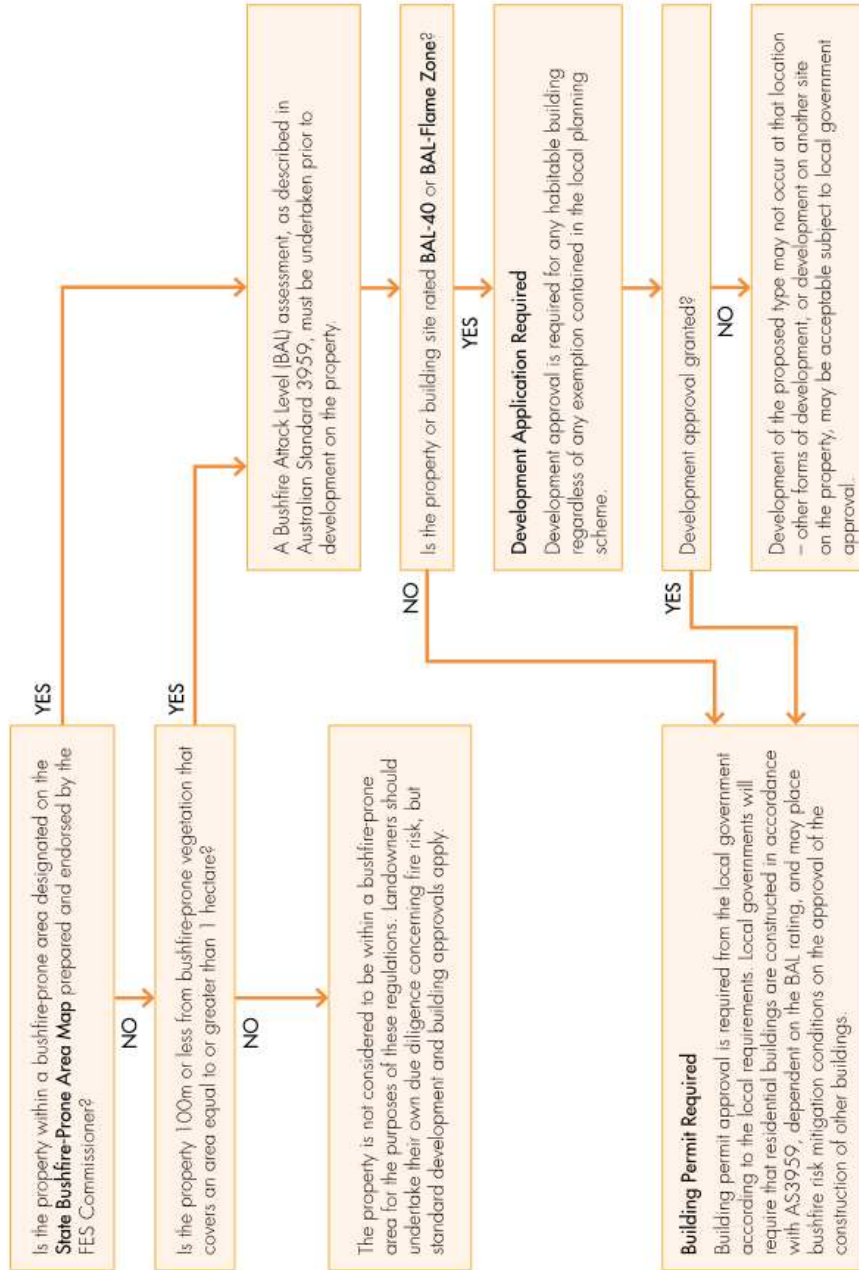 Is the property within a bushfire-prone area designated on the
State Bushfire-Prone Area Map prepared and endorsed by the
FES Commissioner?
YES
NO
Is the property 100m or less from bushfire-prone vegetation that
covers an area equal to or greater than 1 hectare?
YES
NO
The property is not considered to be within a bushfire-prone
area for the purposes of these regulations. Landowners should
undertake their own due diligence concerning fire risk, but
standard development and building approvals apply.
A Bushfire Attack Level (BAL) assessment, as described in
Australian Standard 3959, must be undertaken prior to
development on the property.
Is the property or building site rated BAL-40 or BAL-Flame Zone?
NO
YES
Development Application Required
Development approval is required for any habitable building
regardless of any exemption contained in the local planning
scheme.
Development approval granted?
YES
NO
Development of the proposed type may not occur at that location
– other forms of development, or development on another site
on the property, may be acceptable subject to local government
approval.
Building Permit Required
Building permit approval is required from the local government
according to the local requirements. Local governments will
require that residential buildings are constructed in accordance
with AS3959, dependent on the BAL rating, and may place
bushfire risk mitigation conditions on the approval of the
construction of other buildings.